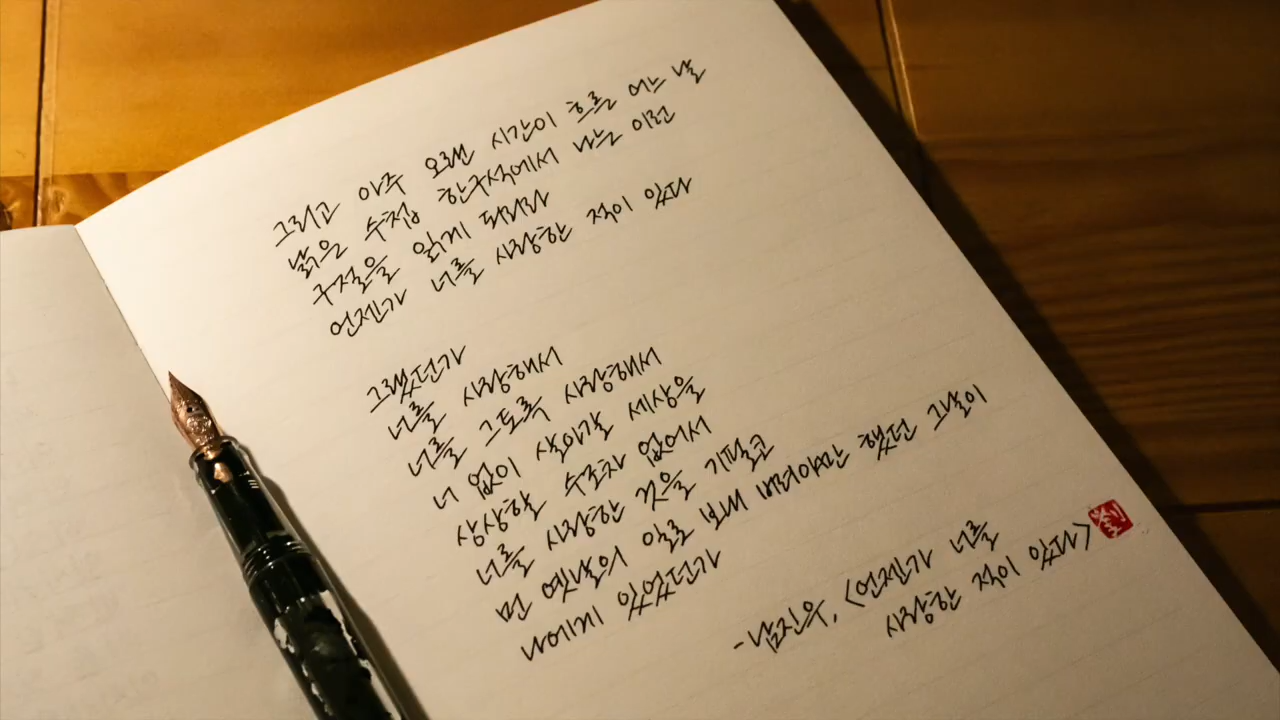 그리고 아주 오랜 시간이 흐른 어느 날
낡은 수첩 한구석에서 나는 이런
구절을 읽게 되리라
언젠가 너를 사랑한 적이 있다
그랬던가
너를 사랑해서
너를 그토록 사랑해서
너 없이 살아갈 세상을
상상할 수조차 없어서
너를 사랑한 것을 기필코
먼 옛날의 일로 보내 버려야만 했던 그날이
나에게 있었던가
-남진우, <언젠가 너를
사랑한 적이 있다>